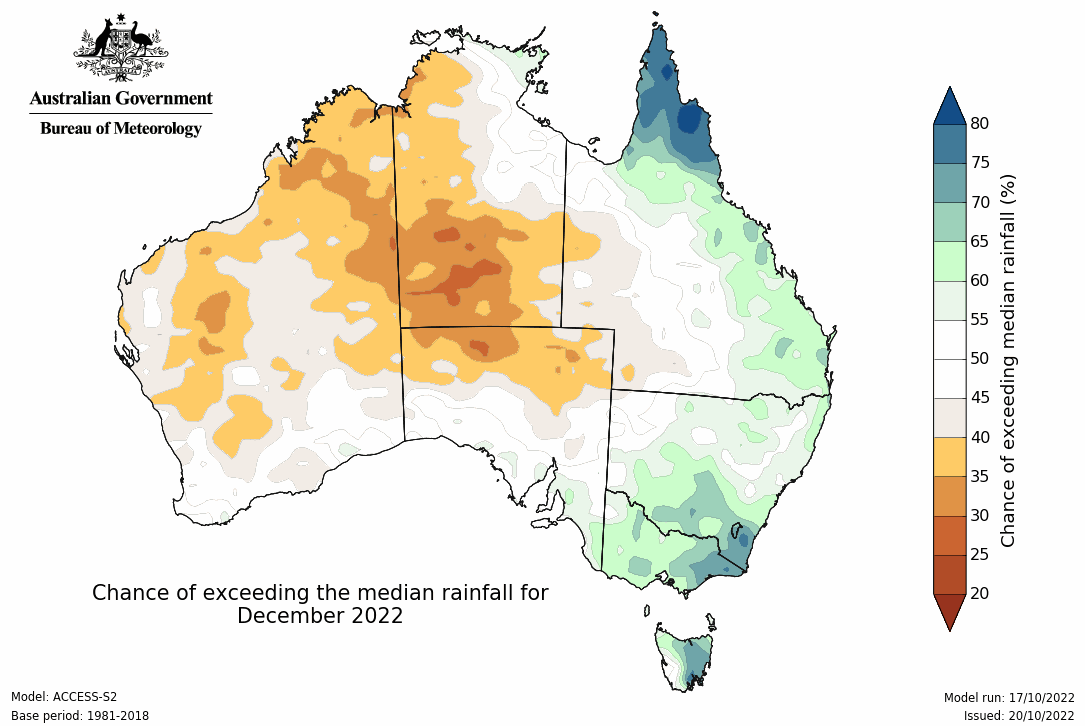 AUSTRALIA
Australian Government
Bureau of Meteorology
80
75
70
65
60
55
50
45
40
35
30
25
20
Chance of exceeding median rainfall (%)
Chance of exceeding the median rainfall for
December 2022
Model: ACCESS-S2
Base period: 1981-2018
Model run: 17/10/2022
Issued: 20/10/2022